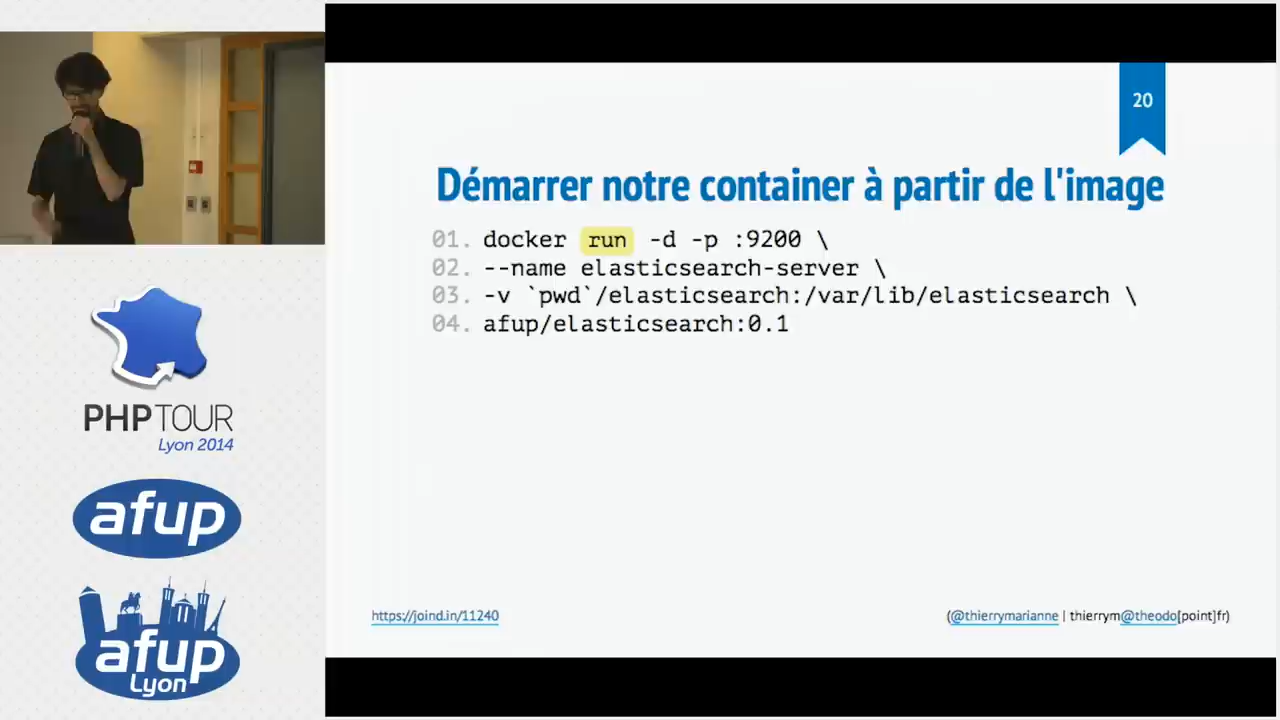 20
Démarrer notre container à partir de l'image
01. docker run -d -p :9200 \
02. --name elasticsearch-server \
03. -v `pwd`/elasticsearch:/var/lib/elasticsearch \
04. afup/elasticsearch:0.1
https://joind.in/11240
(@thierrymarianne | thierrym@theodo[point]fr)
PHPTOUR
Lyon 2014
afup
afup
Lyon